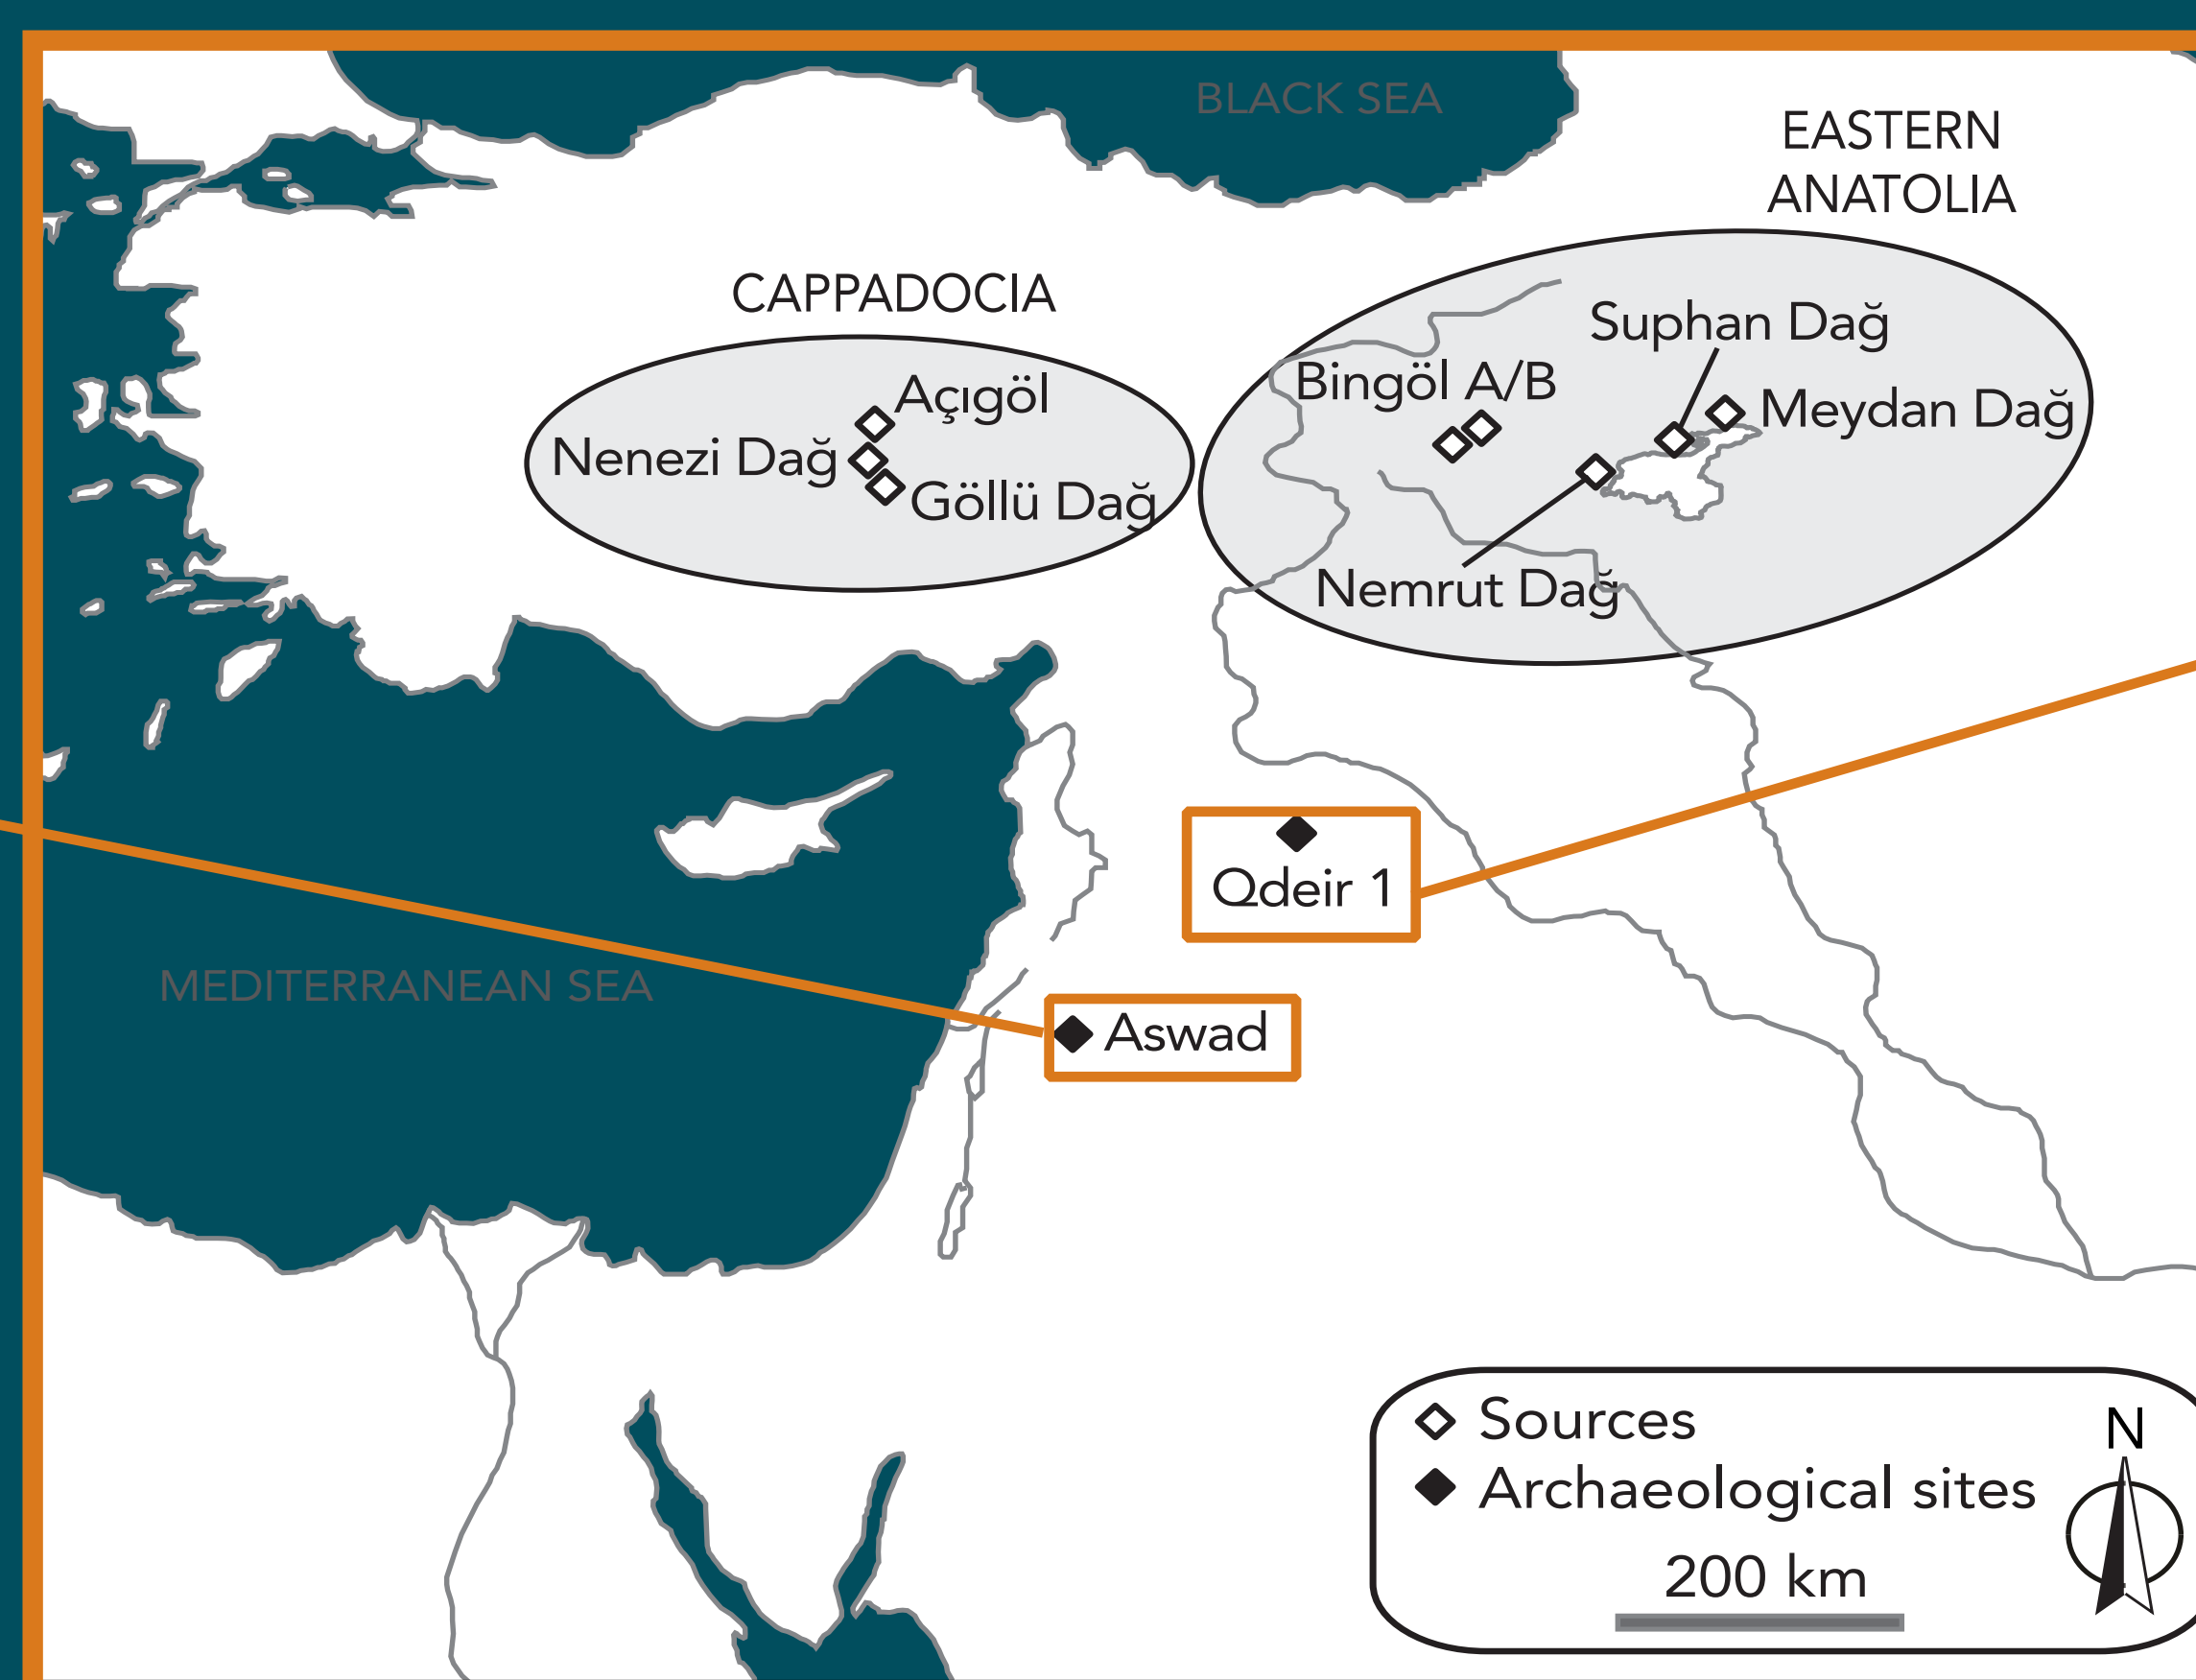 BLACK SEA
EASTERN
ANATOLIA
CAPPADOCIA
Suphan Dağ
Bingöl A/B
Açıgöl
Meydan Dağ
Nenezi Dağ
Göllü Dağ
Nemrut Dağ
Qdeir 1
MEDITERRANEAN SEA
Aswad
Sources
N
Archaeological sites
200 km